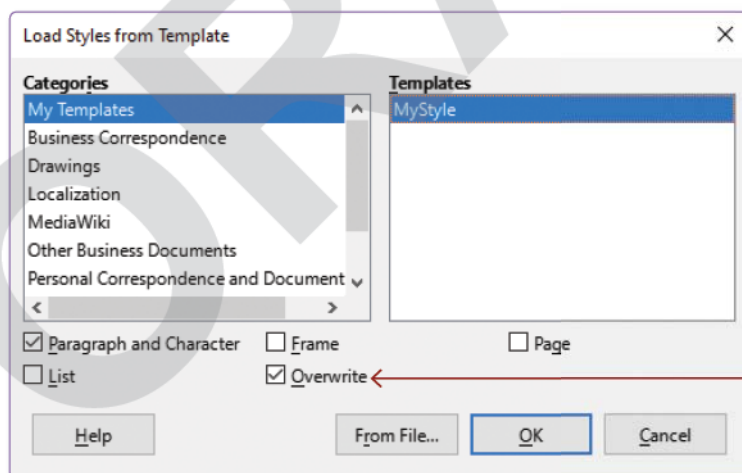 Load Styles from Template
Categories
My Templates
Business Correspondence
Drawings
Localization
MediaWiki
Other Business Documents
Personal Correspondence and Document
Templates
MyStyle
Paragraph and Character
Frame
Page
List
Overwrite
Help
From File...
OK
Cancel